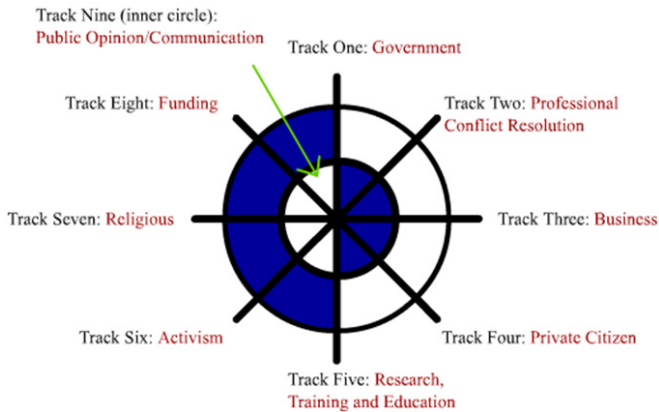 Track Nine (inner circle):
Public Opinion/Communication
Track One: Government
Track Eight: Funding
Track Two: Professional
Conflict Resolution
Track Seven: Religious
Track Three: Business
Track Six: Activism
Track Four: Private Citizen
Track Five: Research,
Training and Education